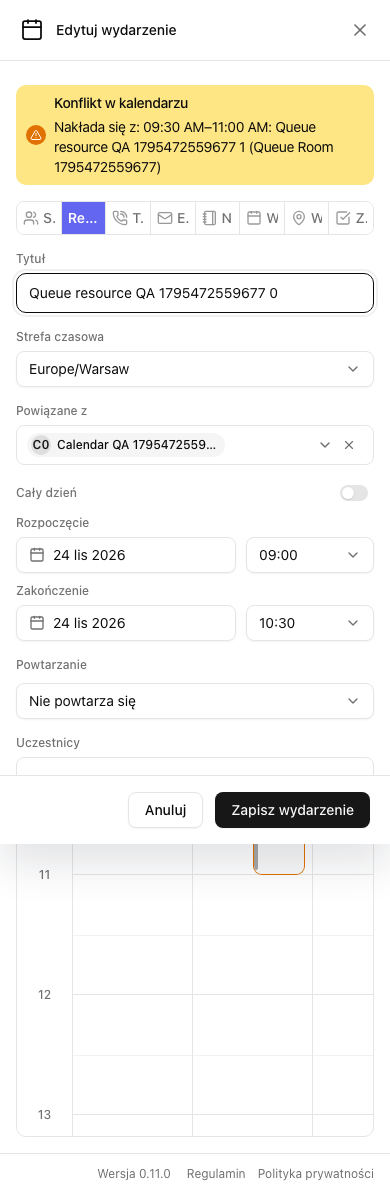 Edytuj wydarzenie
Konflikt w kalendarzu
Nakłada się z: 09:30 AM–11:00 AM: Queue
resource QA 1795472559677 1 (Queue Room
1795472559677)
S. Re... T. E. N W W Z.
Tytuł
Queue resource QA 1795472559677 0
Strefa czasowa
Europe/Warsaw
Powiązane z
C0 Calendar QA 1795472559...
Cały dzień
Rozpoczęcie
24 lis 2026 09:00
Zakończenie
24 lis 2026 10:30
Powtarzanie
Nie powtarza się
Uczestnicy
Anuluj Zapisz wydarzenie
11
12
13
Wersja 0.11.0 Regulamin Polityka prywatności